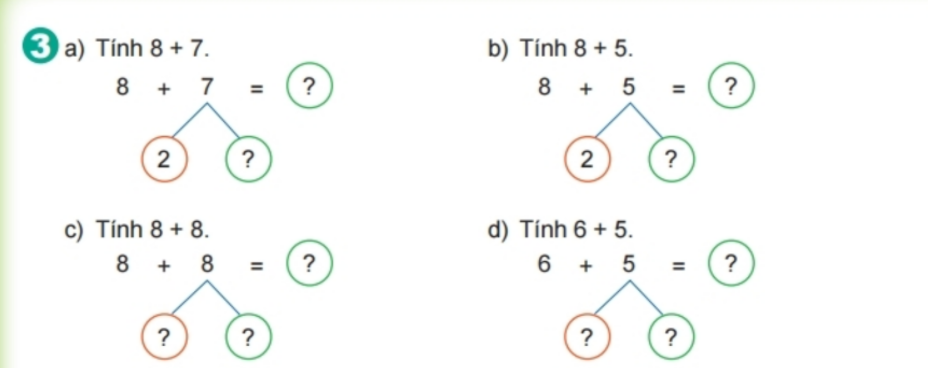 3 a) Tính 8 + 7.
8 + 7 = ?
2 ?
b) Tính 8 + 5.
8 + 5 = ?
2 ?
c) Tính 8 + 8.
8 + 8 = ?
? ?
d) Tính 6 + 5.
6 + 5 = ?
? ?